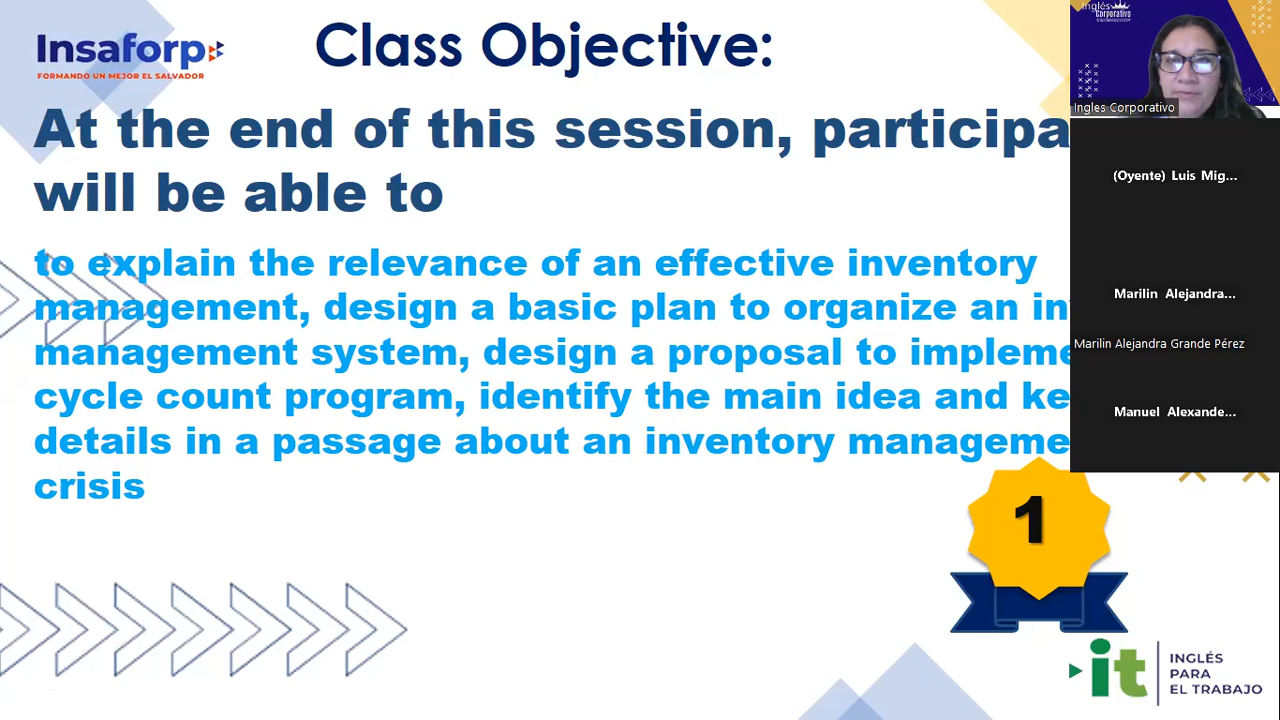 Insaforp
FORMANDO UN MEJOR EL SALVADOR
Class Objective:
At the end of this session, participa
will be able to
to explain the relevance of an effective inventory
management, design a basic plan to organize an in
management system, design a proposal to impleme
cycle count program, identify the main idea and ke
details in a passage about an inventory manageme
crisis
1
it
INGLÉS
PARA
EL TRABAJO
Inglés
Corporativo
Ingles Corporativo
(Oyente) Luis Mig...
Marilin Alejandra...
Marilin Alejandra Grande Pérez
Manuel Alexande...